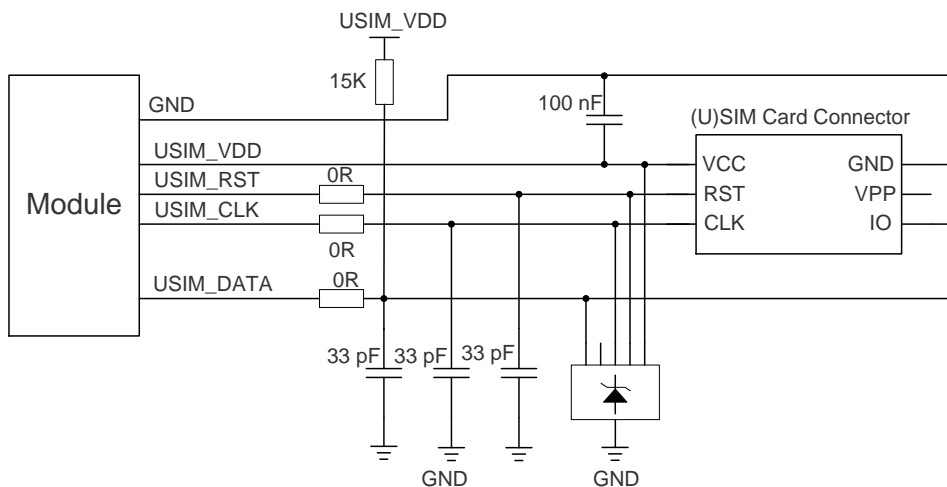 USIM_VDD
15K
GND
100 nF
(U)SIM Card Connector
USIM_VDD
VCC
GND
USIM_RST
0R
RST
VPP
Module
USIM_CLK
CLK
IO
0R
USIM_DATA
0R
33 pF
33 pF
33 pF
GND
GND